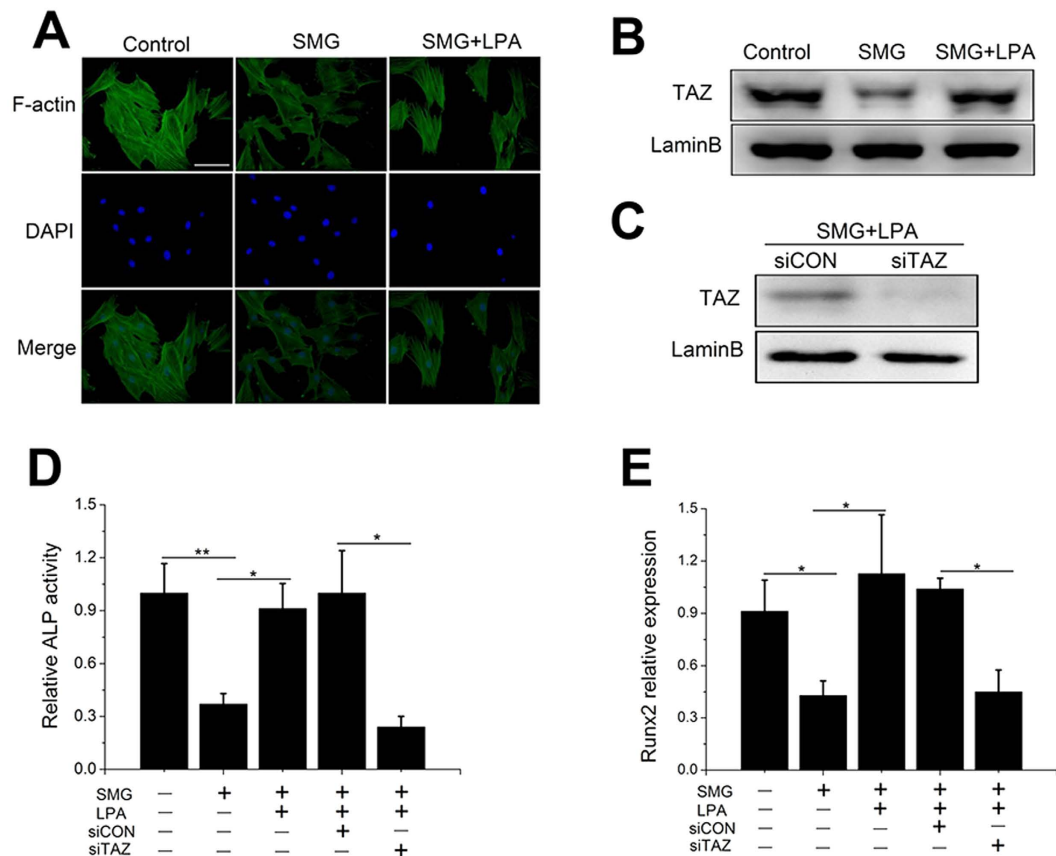 A
Control SMG SMG+LPA
F-actin
DAPI
Merge
B
Control SMG SMG+LPA
TAZ
LaminB
C
SMG+LPA
siCON siTAZ
TAZ
LaminB
D
Relative ALP activity
1.5
1.2
0.9
0.6
0.3
0.0
** * *
SMG — + + + +
LPA — — + + +
siCON — — — + —
siTAZ — — — — +
E
Runx2 relative expression
1.5
1.2
0.9
0.6
0.3
0.0
* * *
SMG — + + + +
LPA — — + + +
siCON — — — + —
siTAZ — — — — +